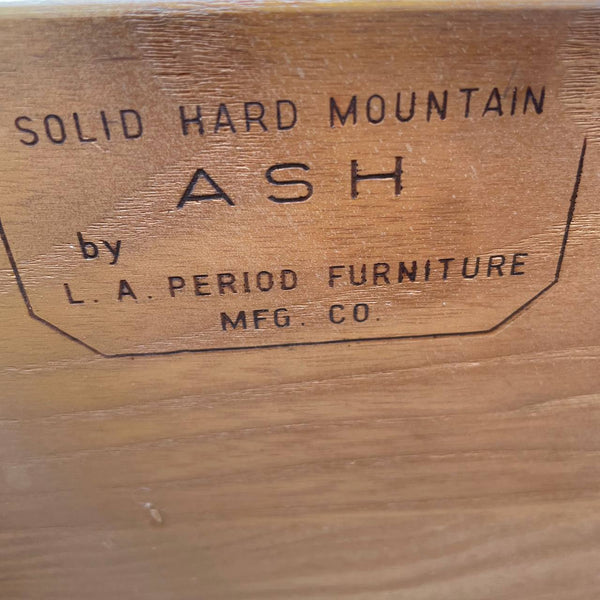 SOLID HARD MOUNTAIN
ASH
by
L. A. PERIOD FURNITURE
MFG. CO.